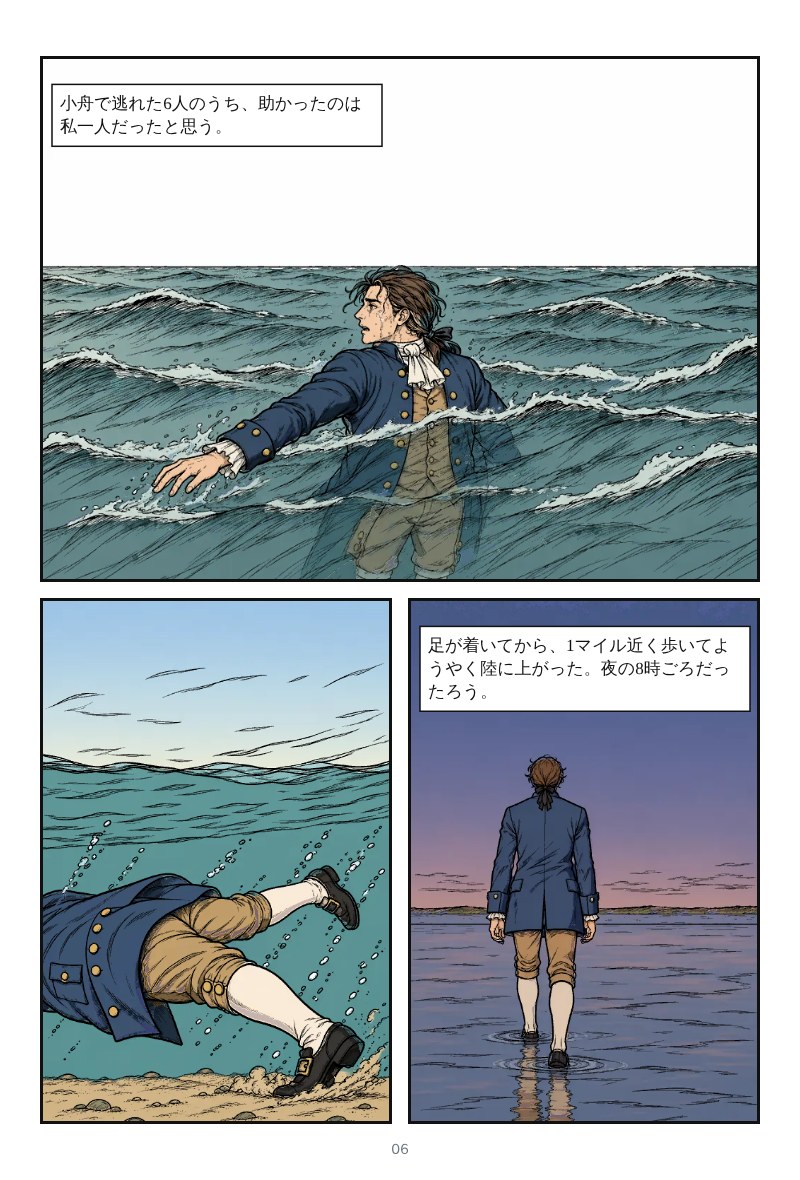 小舟で逃れた6人のうち、助かったのは
私一人だったと思う。
足が着いてから、1マイル近く歩いてよ
うやく陸に上がった。夜の8時ごろだっ
たろう。
06